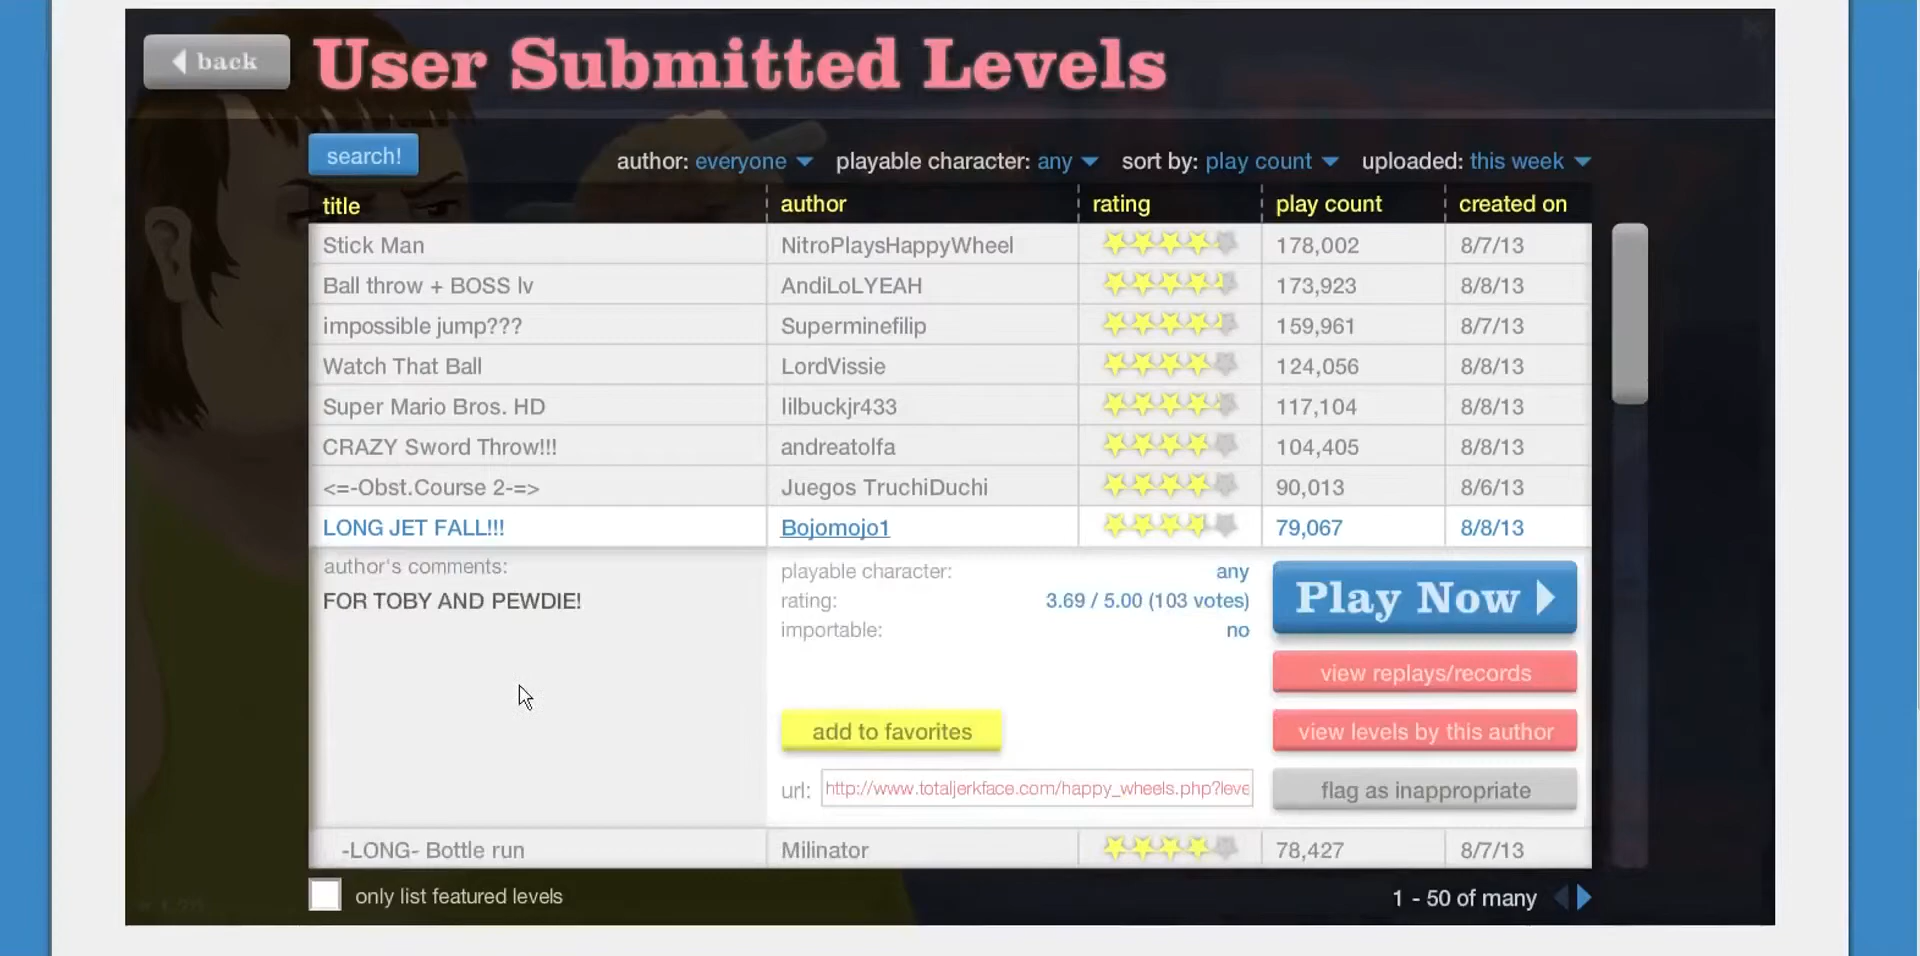 back
User Submitted Levels
search!
author: everyone playable character: any sort by: play count uploaded: this week
title author rating play count created on
Stick Man NitroPlaysHappyWheel 178,002 8/7/13
Ball throw + BOSS lv AndiLoLYEAH 173,923 8/8/13
impossible jump??? Superminefilip 159,961 8/7/13
Watch That Ball LordVissie 124,056 8/8/13
Super Mario Bros. HD lilbuckjr433 117,104 8/8/13
CRAZY Sword Throw!!! andreatolfa 104,405 8/8/13
<=-Obst.Course 2-=> Juegos TruchiDuchi 90,013 8/6/13
LONG JET FALL!!! Bojomojo1 79,067 8/8/13
author's comments:
FOR TOBY AND PEWDIE!
playable character: any
rating: 3.69 / 5.00 (103 votes)
importable: no
add to favorites
url: http://www.totaljerkface.com/happy_wheels.php?leve
Play Now
view replays/records
view levels by this author
flag as inappropriate
-LONG- Bottle run Milinator 78,427 8/7/13
only list featured levels
1 - 50 of many